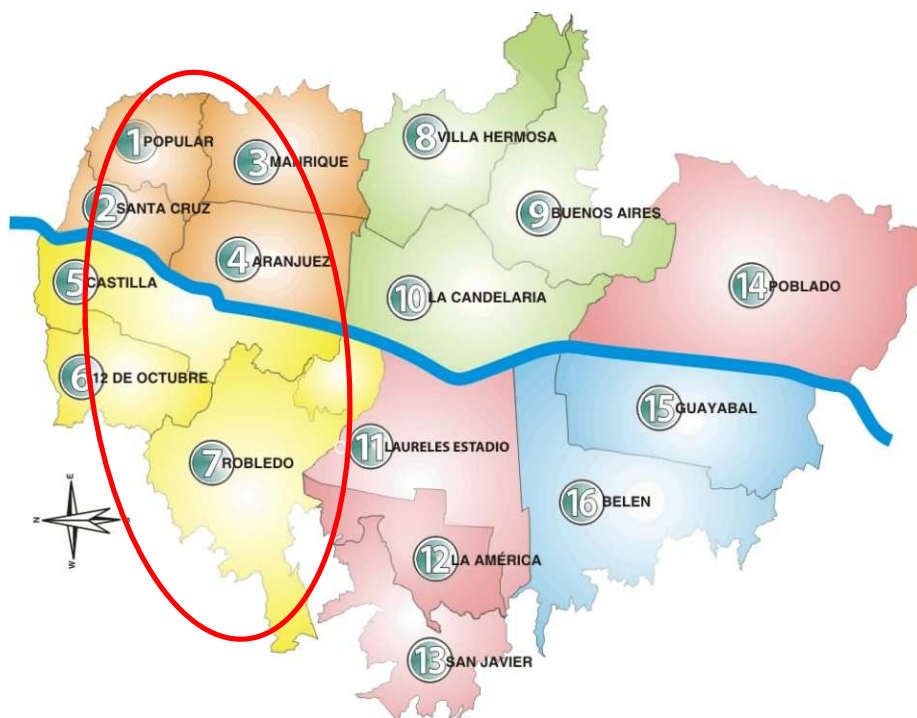 1 POPULAR
2 SANTA CRUZ
3 MANRIQUE
4 ARANJUEZ
5 CASTILLA
6 12 DE OCTUBRE
7 ROBLEDO
8 VILLA HERMOSA
9 BUENOS AIRES
10 LA CANDELARIA
11 LAURELES ESTADIO
12 LA AMÉRICA
13 SAN JAVIER
14 POBLADO
15 GUAYABAL
16 BELEN
E
N
W